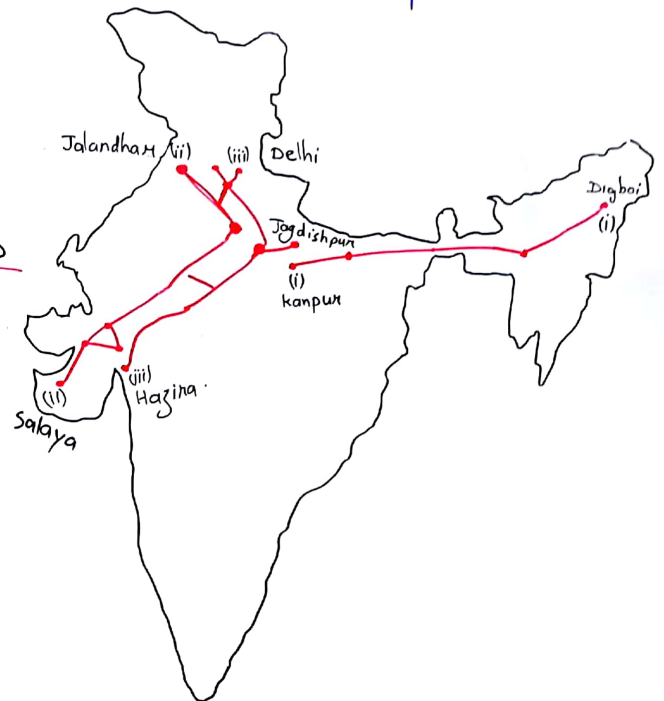 Jalandhar (ii)
(iii) Delhi
Digboi
(i)
Jagdishpur
(i)
Kanpur
(iii)
Hazira.
(ii)
Salaya